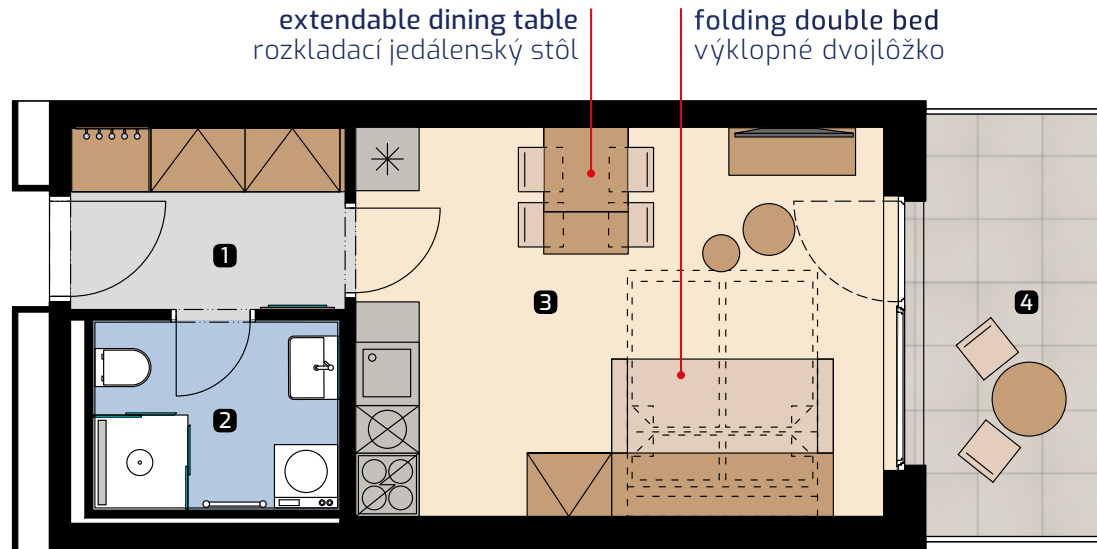 extendable dining table
rozkladací jedálenský stôl
folding double bed
výklopné dvojlôžko
1
3
4
2